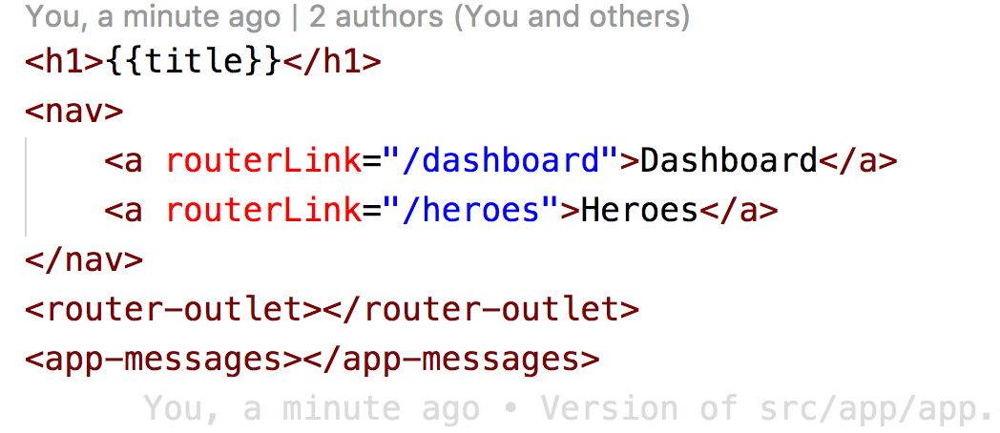 You, a minute ago | 2 authors (You and others)
<h1>{{title}}</h1>
<nav>
    <a routerLink="/dashboard">Dashboard</a>
    <a routerLink="/heroes">Heroes</a>
</nav>
<router-outlet></router-outlet>
<app-messages></app-messages>
You, a minute ago • Version of src/app/app.